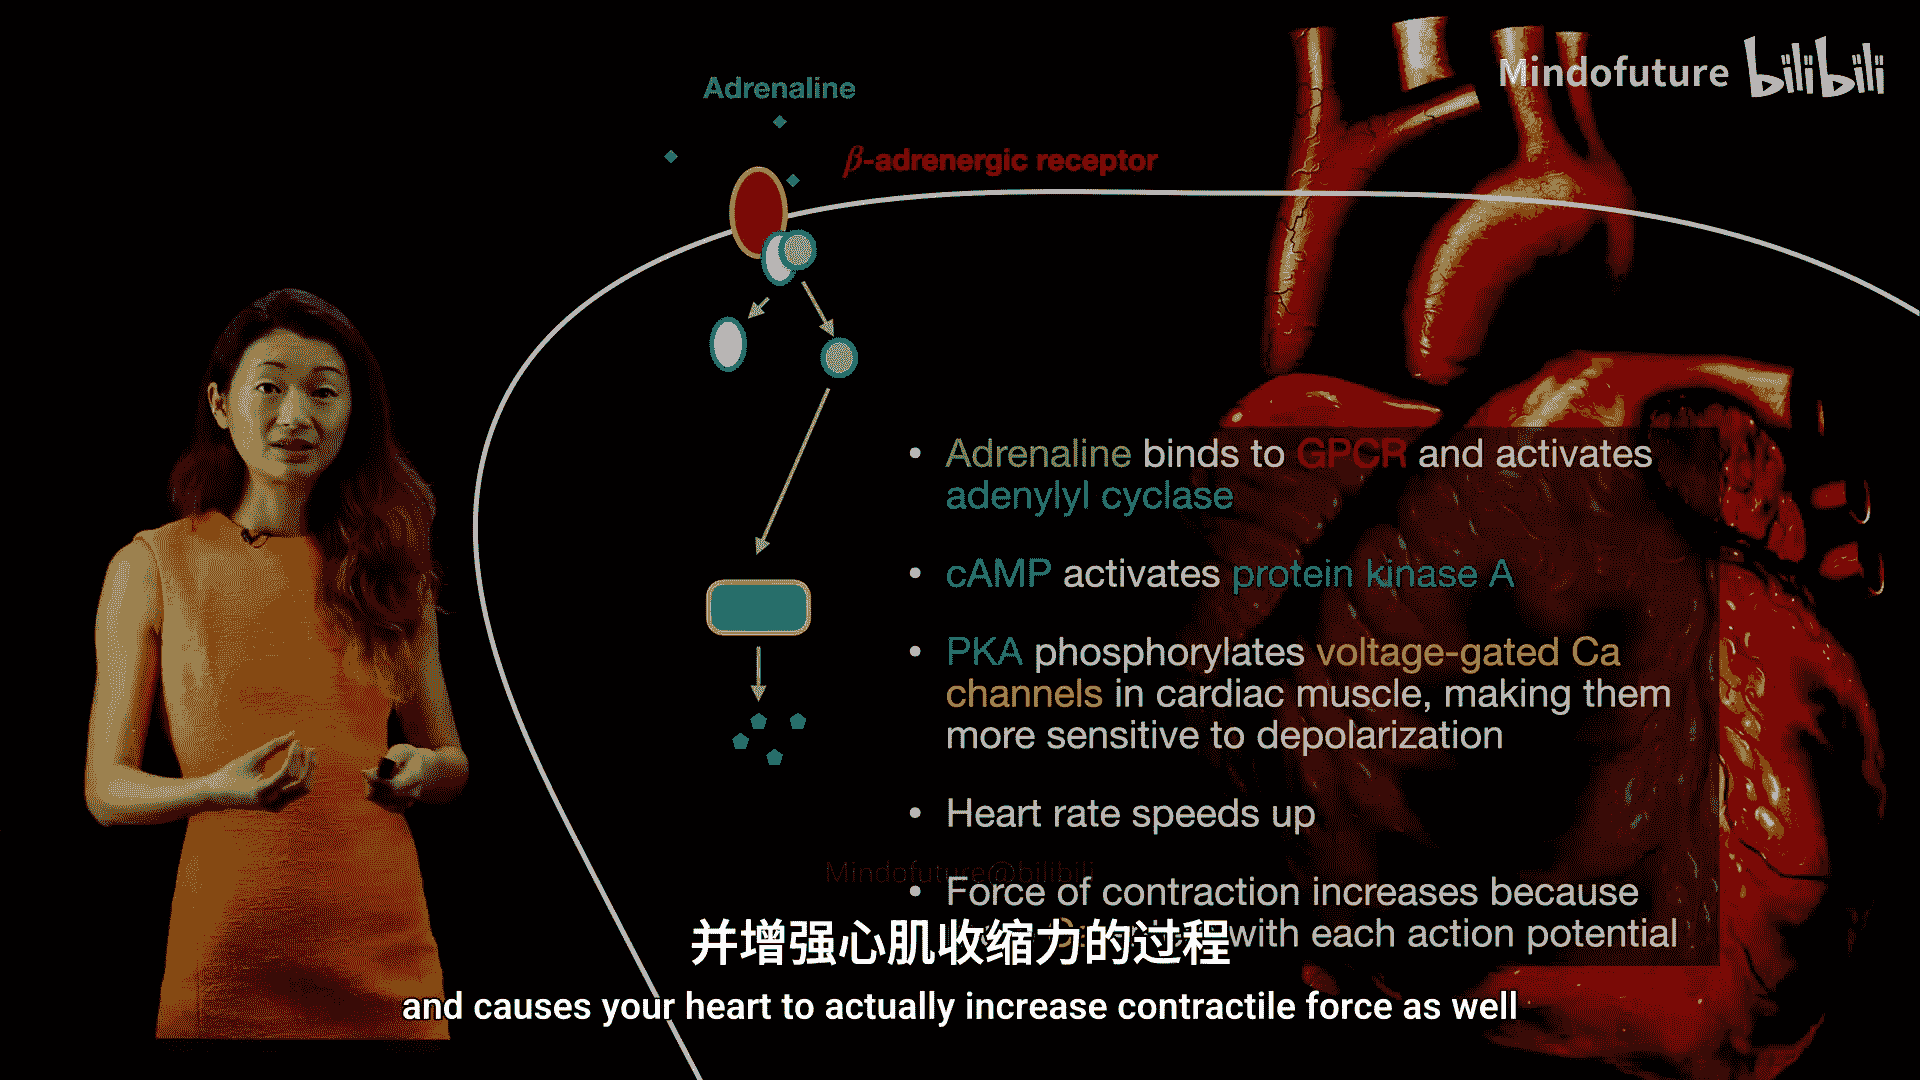 Mindofuture bilibili
Adrenaline
β-adrenergic receptor
• Adrenaline binds to GPCR and activates
adenylyl cyclase
• cAMP activates protein kinase A
• PKA phosphorylates voltage-gated Ca
channels in cardiac muscle, making them
more sensitive to depolarization
• Heart rate speeds up
Mindofuture@bilibili
• Force of contraction increases because
with each action potential
并增强心肌收缩力的过程
and causes your heart to actually increase contractile force as well